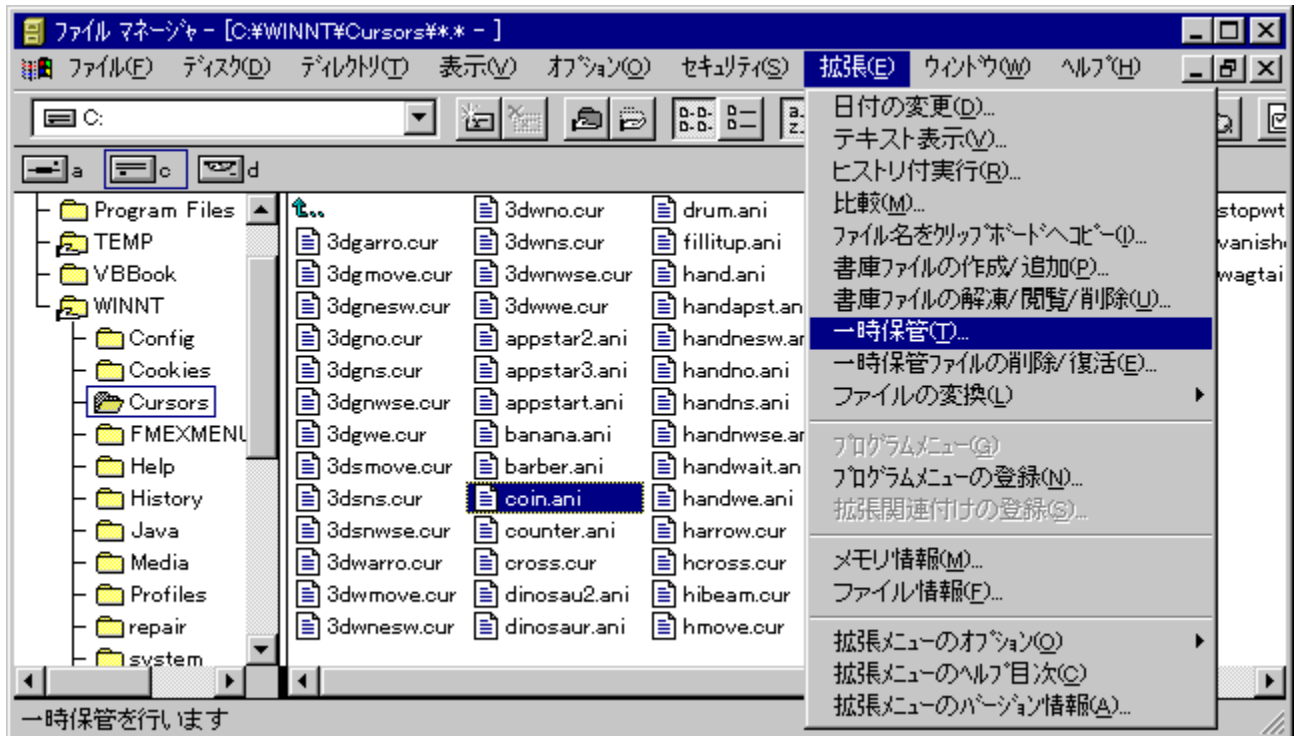 ファイル マネージャ - [C:¥WINNT¥Cursors¥*.* - ]
ファイル(F) ディスク(D) ディレクトリ(T) 表示(V) オプション(O) セキュリティ(S) 拡張(E) ウィンドウ(W) ヘルプ(H)
C:
a c d
Program Files
TEMP
VBBook
WINNT
Config
Cookies
Cursors
FMEXMENU
Help
History
Java
Media
Profiles
repair
system
3dgarro.cur
3dgmove.cur
3dgnesw.cur
3dgno.cur
3dgns.cur
3dgnwse.cur
3dgwe.cur
3dsmove.cur
3dsns.cur
3dsnwse.cur
3dwarro.cur
3dwmove.cur
3dwnesw.cur
3dwno.cur
3dwns.cur
3dwnwse.cur
3dwwe.cur
appstar2.ani
appstar3.ani
appstart.ani
banana.ani
barber.ani
coin.ani
counter.ani
cross.cur
dinosau2.ani
dinosaur.ani
drum.ani
fillitup.ani
hand.ani
handapst.an
handnesw.an
handno.ani
handns.ani
handnwse.an
handwait.an
handwe.ani
harrow.cur
hcross.cur
hibeam.cur
hmove.cur
stopwt
vanish
wagtai
日付の変更(D)...
テキスト表示(V)...
ヒストリ付実行(R)...
比較(M)...
ファイル名をクリップボードへコピー(I)...
書庫ファイルの作成/追加(P)...
書庫ファイルの解凍/閲覧/削除(U)...
一時保管(T)...
一時保管ファイルの削除/復活(E)...
ファイルの変換(L)
プログラムメニュー(G)
プログラムメニューの登録(N)...
拡張関連付けの登録(S)...
メモリ情報(M)...
ファイル情報(F)...
拡張メニューのオプション(O)
拡張メニューのヘルプ目次(C)
拡張メニューのバージョン情報(A)...
一時保管を行います